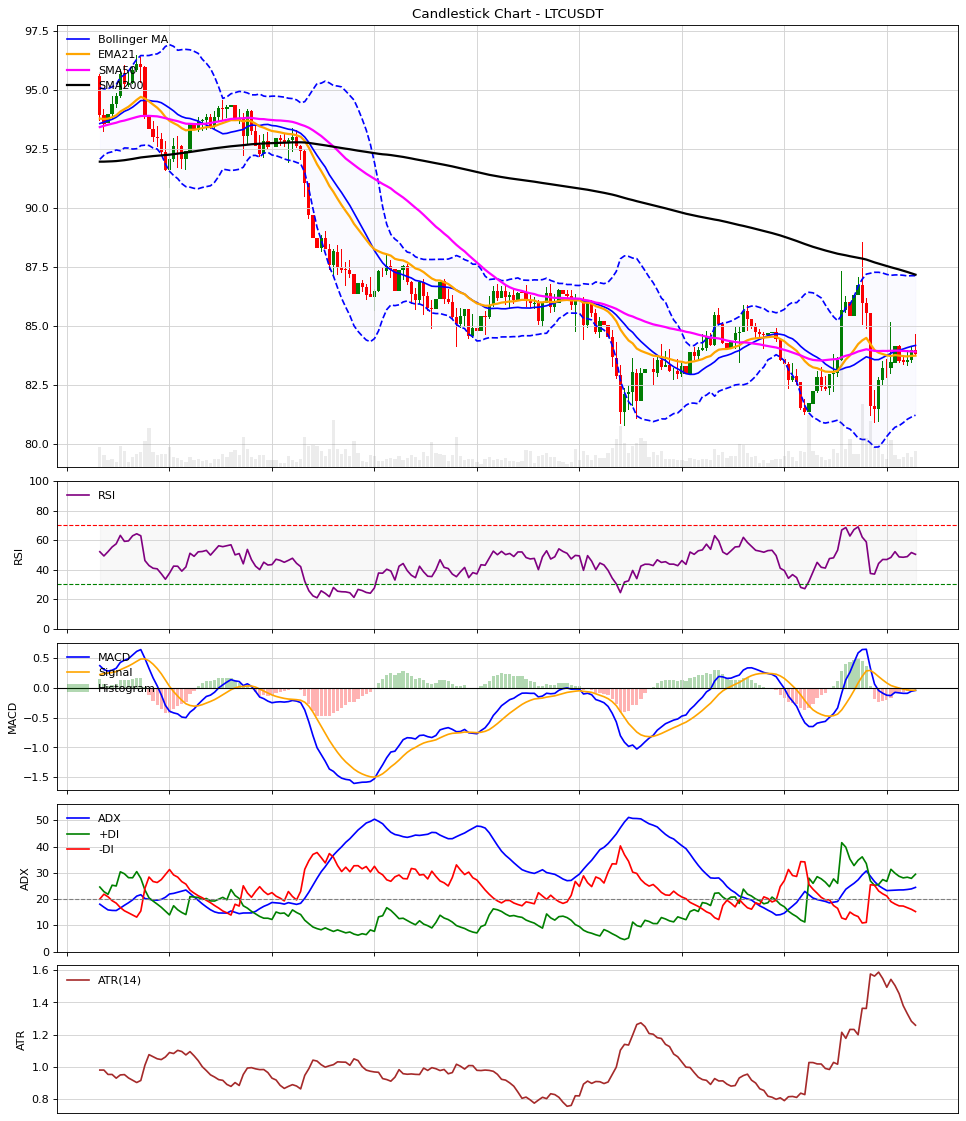 Candlestick Chart - LTCUSDT
97.5
95.0
92.5
90.0
87.5
85.0
82.5
80.0
Bollinger MA
EMA21
SMA50
SMA200
100
80
60
40
20
0
RSI
RSI
0.5
0.0
−0.5
−1.0
−1.5
MACD
MACD
Signal
Histogram
50
40
30
20
10
0
ADX
ADX
+DI
-DI
1.6
1.4
1.2
1.0
0.8
ATR
ATR(14)